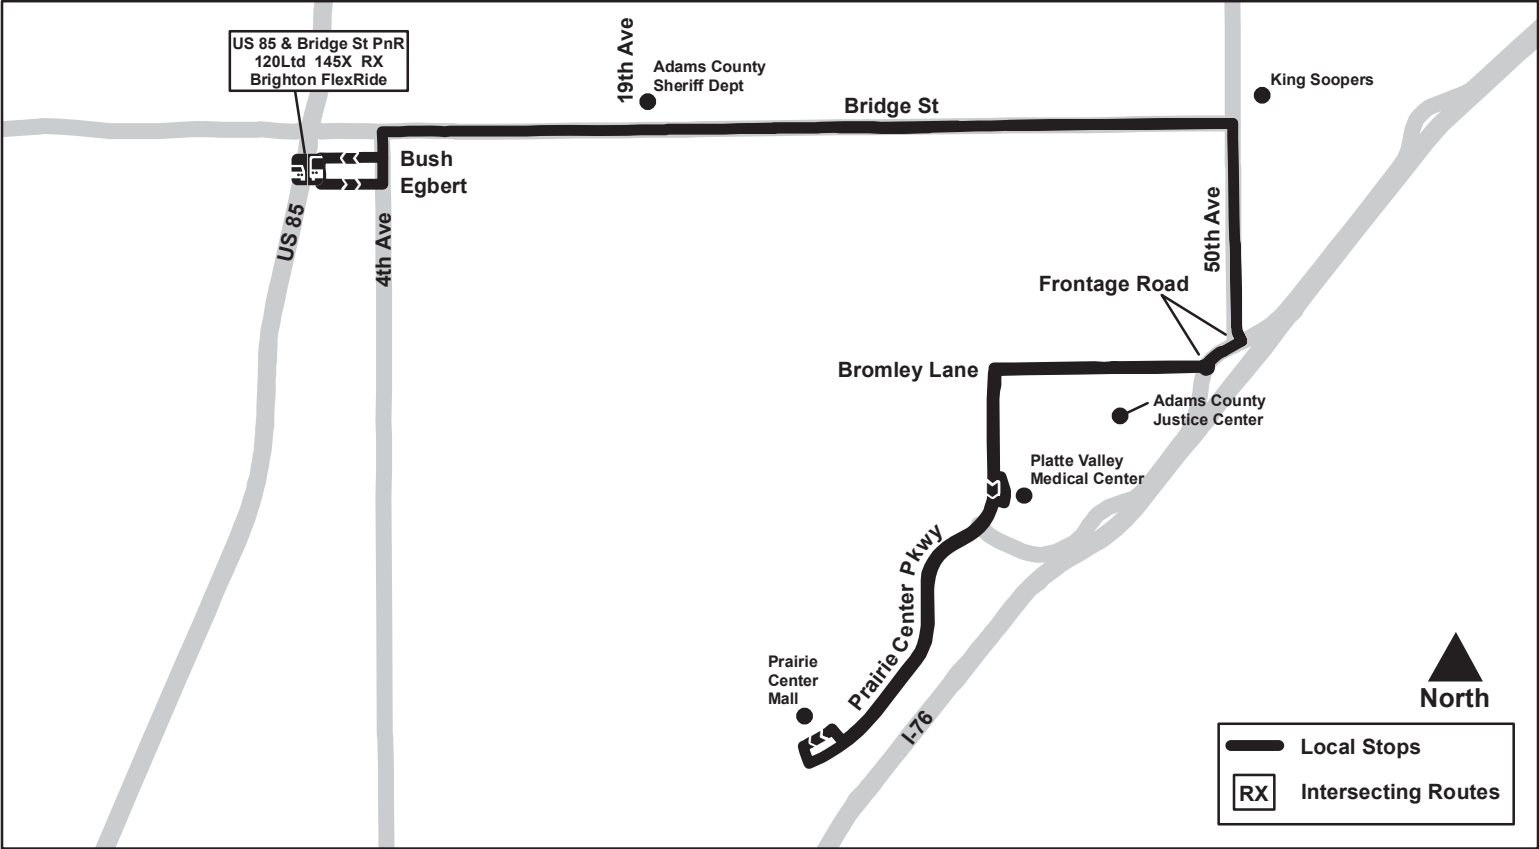 US 85 & Bridge St PnR
120Ltd 145X RX
Brighton FlexRide
19th Ave
Adams County
Sheriff Dept
King Soopers
Bridge St
Bush
Egbert
US 85
4th Ave
50th Ave
Frontage Road
Bromley Lane
Adams County
Justice Center
Platte Valley
Medical Center
Prairie Center Pkwy
Prairie
Center
Mall
I-76
North
Local Stops
RX Intersecting Routes